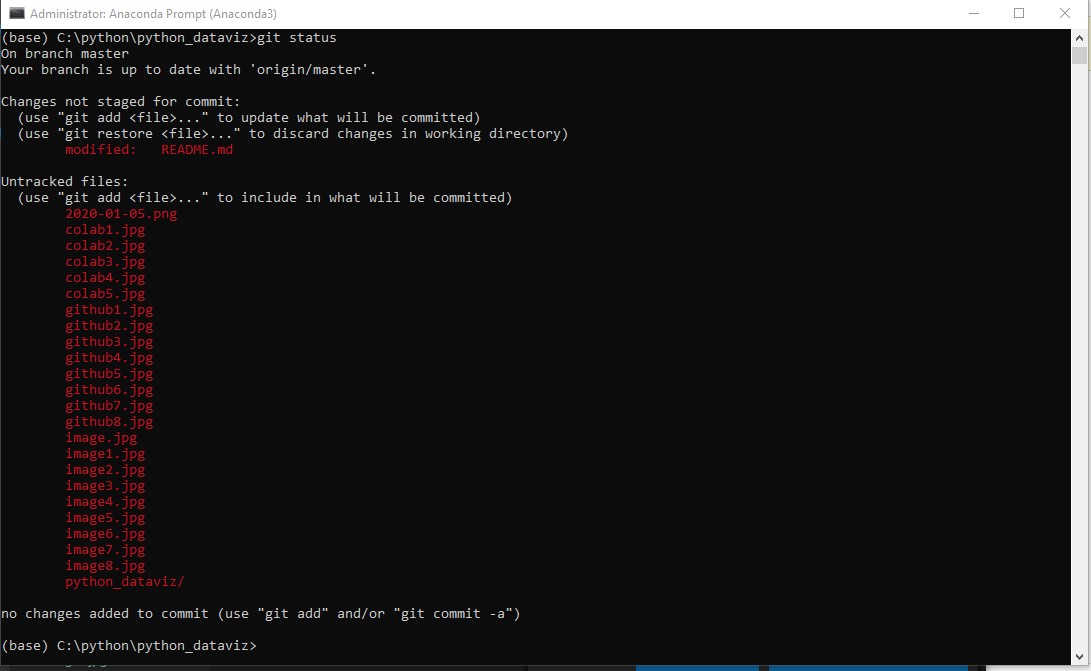 Administrator: Anaconda Prompt (Anaconda3)
(base) C:\python\python_dataviz>git status
On branch master
Your branch is up to date with 'origin/master'.
Changes not staged for commit:
(use "git add <file>..." to update what will be committed)
(use "git restore <file>..." to discard changes in working directory)
modified: README.md
Untracked files:
(use "git add <file>..." to include in what will be committed)
2020-01-05.png
colab1.jpg
colab2.jpg
colab3.jpg
colab4.jpg
colab5.jpg
github1.jpg
github2.jpg
github3.jpg
github4.jpg
github5.jpg
github6.jpg
github7.jpg
github8.jpg
image.jpg
image1.jpg
image2.jpg
image3.jpg
image4.jpg
image5.jpg
image6.jpg
image7.jpg
image8.jpg
python_dataviz/
no changes added to commit (use "git add" and/or "git commit -a")
(base) C:\python\python_dataviz>